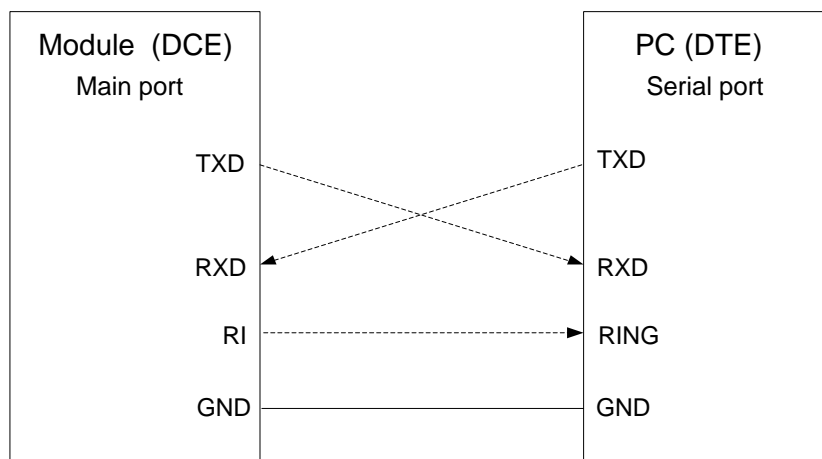 Module (DCE)
Main port
TXD
RXD
RI
GND
PC (DTE)
Serial port
TXD
RXD
RING
GND